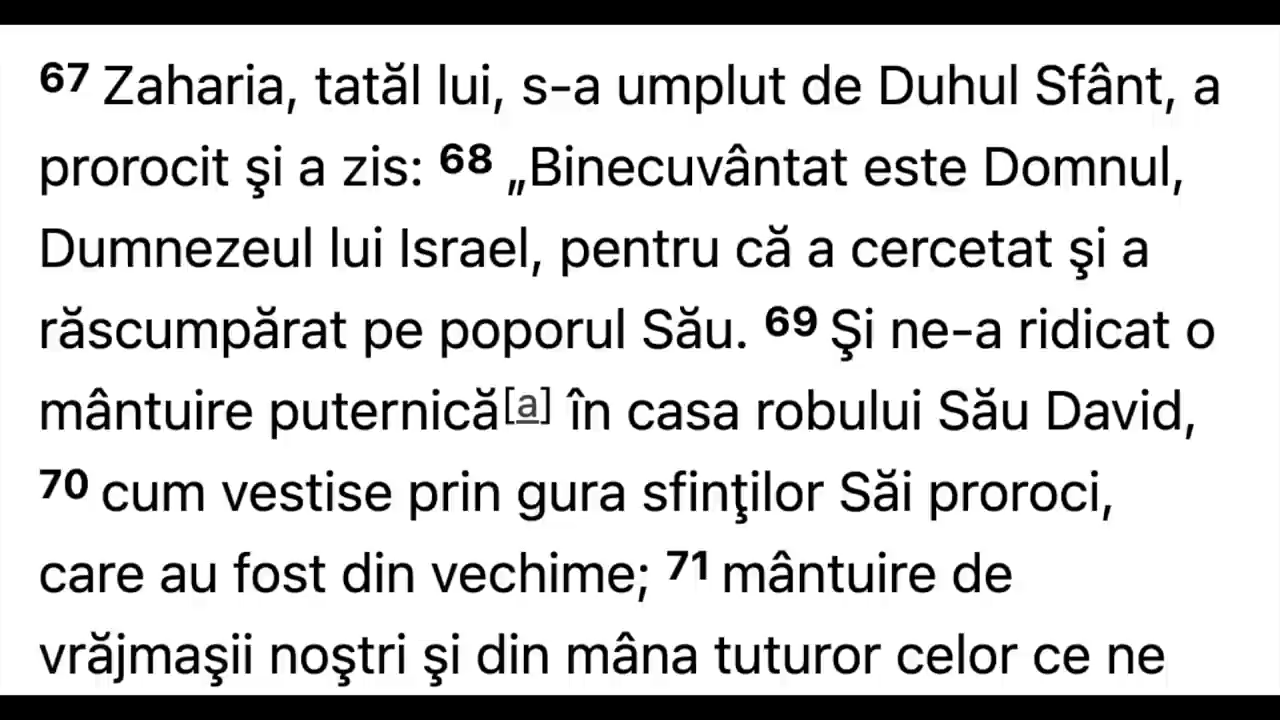 67 Zaharia, tatăl lui, s-a umplut de Duhul Sfânt, a
prorocit şi a zis: 68 „Binecuvântat este Domnul,
Dumnezeul lui Israel, pentru că a cercetat şi a
răscumpărat pe poporul Său. 69 Şi ne-a ridicat o
mântuire puternică[a] în casa robului Său David,
70 cum vestise prin gura sfinţilor Săi proroci,
care au fost din vechime; 71 mântuire de
vrăjmaşii noştri şi din mâna tuturor celor ce ne